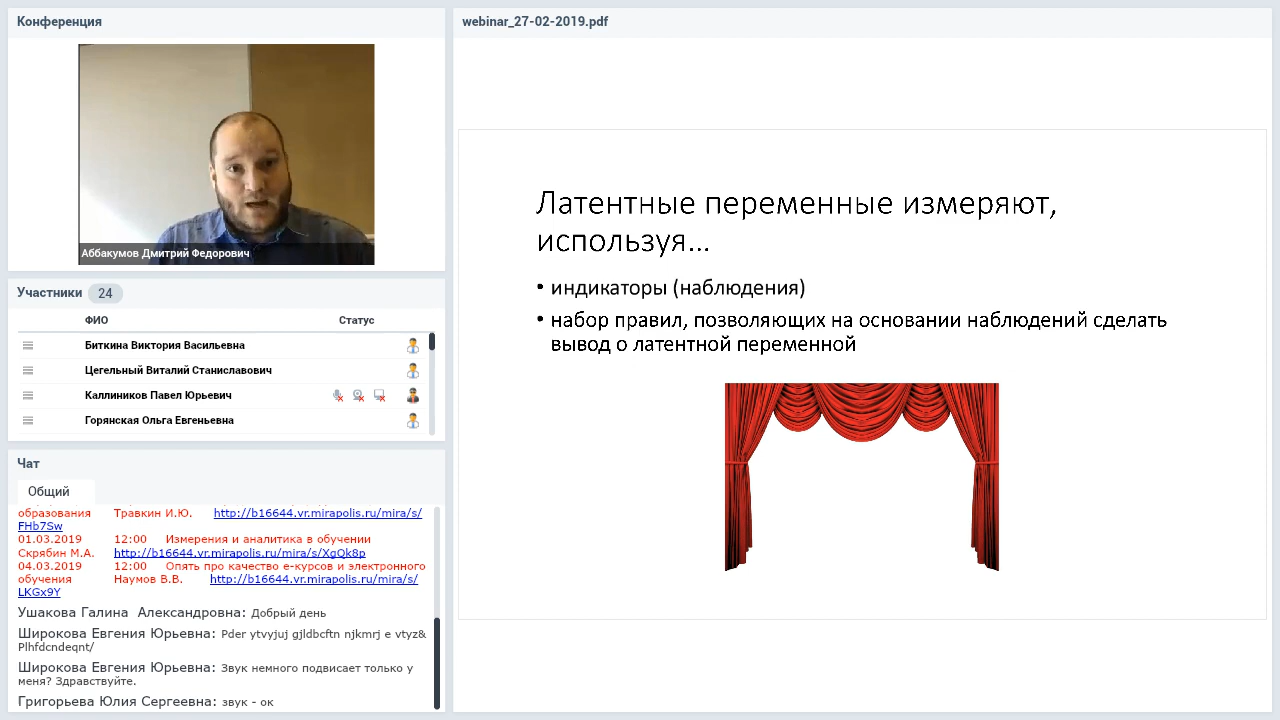 Конференция
Аббакумов Дмитрий Федорович
Участники 24
ФИО Статус
Биткина Виктория Васильевна
Цегельный Виталий Станиславович
Каллиников Павел Юрьевич
Горянская Ольга Евгеньевна
Чат
Общий
образования Травкин И.Ю. http://b16644.vr.mirapolis.ru/mira/s/
FHb7Sw
01.03.2019 12:00 Измерения и аналитика в обучении
Скрябин М.А. http://b16644.vr.mirapolis.ru/mira/s/XgQk8p
04.03.2019 12:00 Опять про качество е-курсов и электронного
обучения Наумов В.В. http://b16644.vr.mirapolis.ru/mira/s/
LKGx9Y
Ушакова Галина Александровна: Добрый день
Широкова Евгения Юрьевна: Pder ytvyjuj gjldbcftn njkmrj e vtyz&
Plhfdcndeqnt/
Широкова Евгения Юрьевна: Звук немного подвисает только у
меня? Здравствуйте.
Григорьева Юлия Сергеевна: звук - ок
webinar_27-02-2019.pdf
Латентные переменные измеряют,
используя...
• индикаторы (наблюдения)
• набор правил, позволяющих на основании наблюдений сделать
вывод о латентной переменной